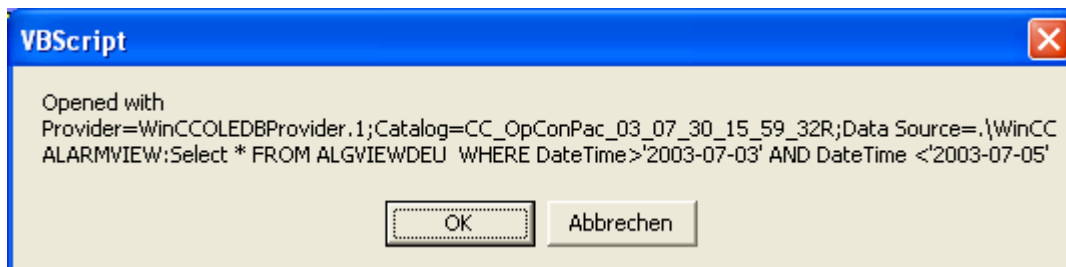 VBScript
Opened with
Provider=WinCCOLEDBProvider.1;Catalog=CC_OpConPac_03_07_30_15_59_32R;Data Source=.\WinCC
ALARMVIEW:Select * FROM ALGVIEWDEU  WHERE DateTime>'2003-07-03' AND DateTime <'2003-07-05'
OK
Abbrechen